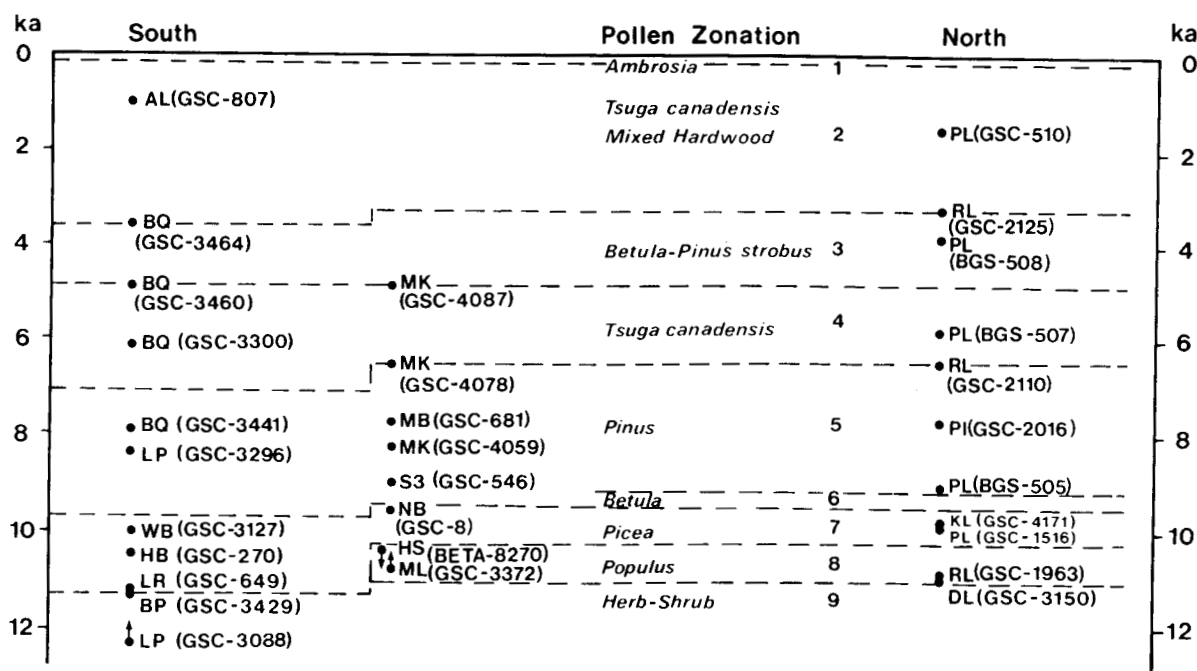 ka South Pollen Zonation North ka
0 Ambrosia 1 0
AL(GSC-807) Tsuga canadensis
2 Mixed Hardwood 2 PL(GSC-510) 2
BQ RL
(GSC-3464) (GSC-2125)
4 Betula-Pinus strobus 3 PL 4
(BGS-508)
BQ MK
(GSC-3460) (GSC-4087)
6 BQ (GSC-3300) Tsuga canadensis 4 PL(BGS-507) 6
MK RL
(GSC-4078) (GSC-2110)
BQ (GSC-3441) MB(GSC-681) Pinus 5 PI(GSC-2016)
8 LP (GSC-3296) MK(GSC-4059) 8
S3 (GSC-546) PL(BGS-505)
Betula 6
NB KL (GSC-4171)
10 WB(GSC-3127) (GSC-8) Picea 7 PL (GSC-1516) 10
HB (GSC-270) HS(BETA-8270)
LR (GSC-649) ML(GSC-3372) Populus 8 RL(GSC-1963)
BP (GSC-3429) Herb-Shrub 9 DL(GSC-3150)
12 LP (GSC-3088) 12